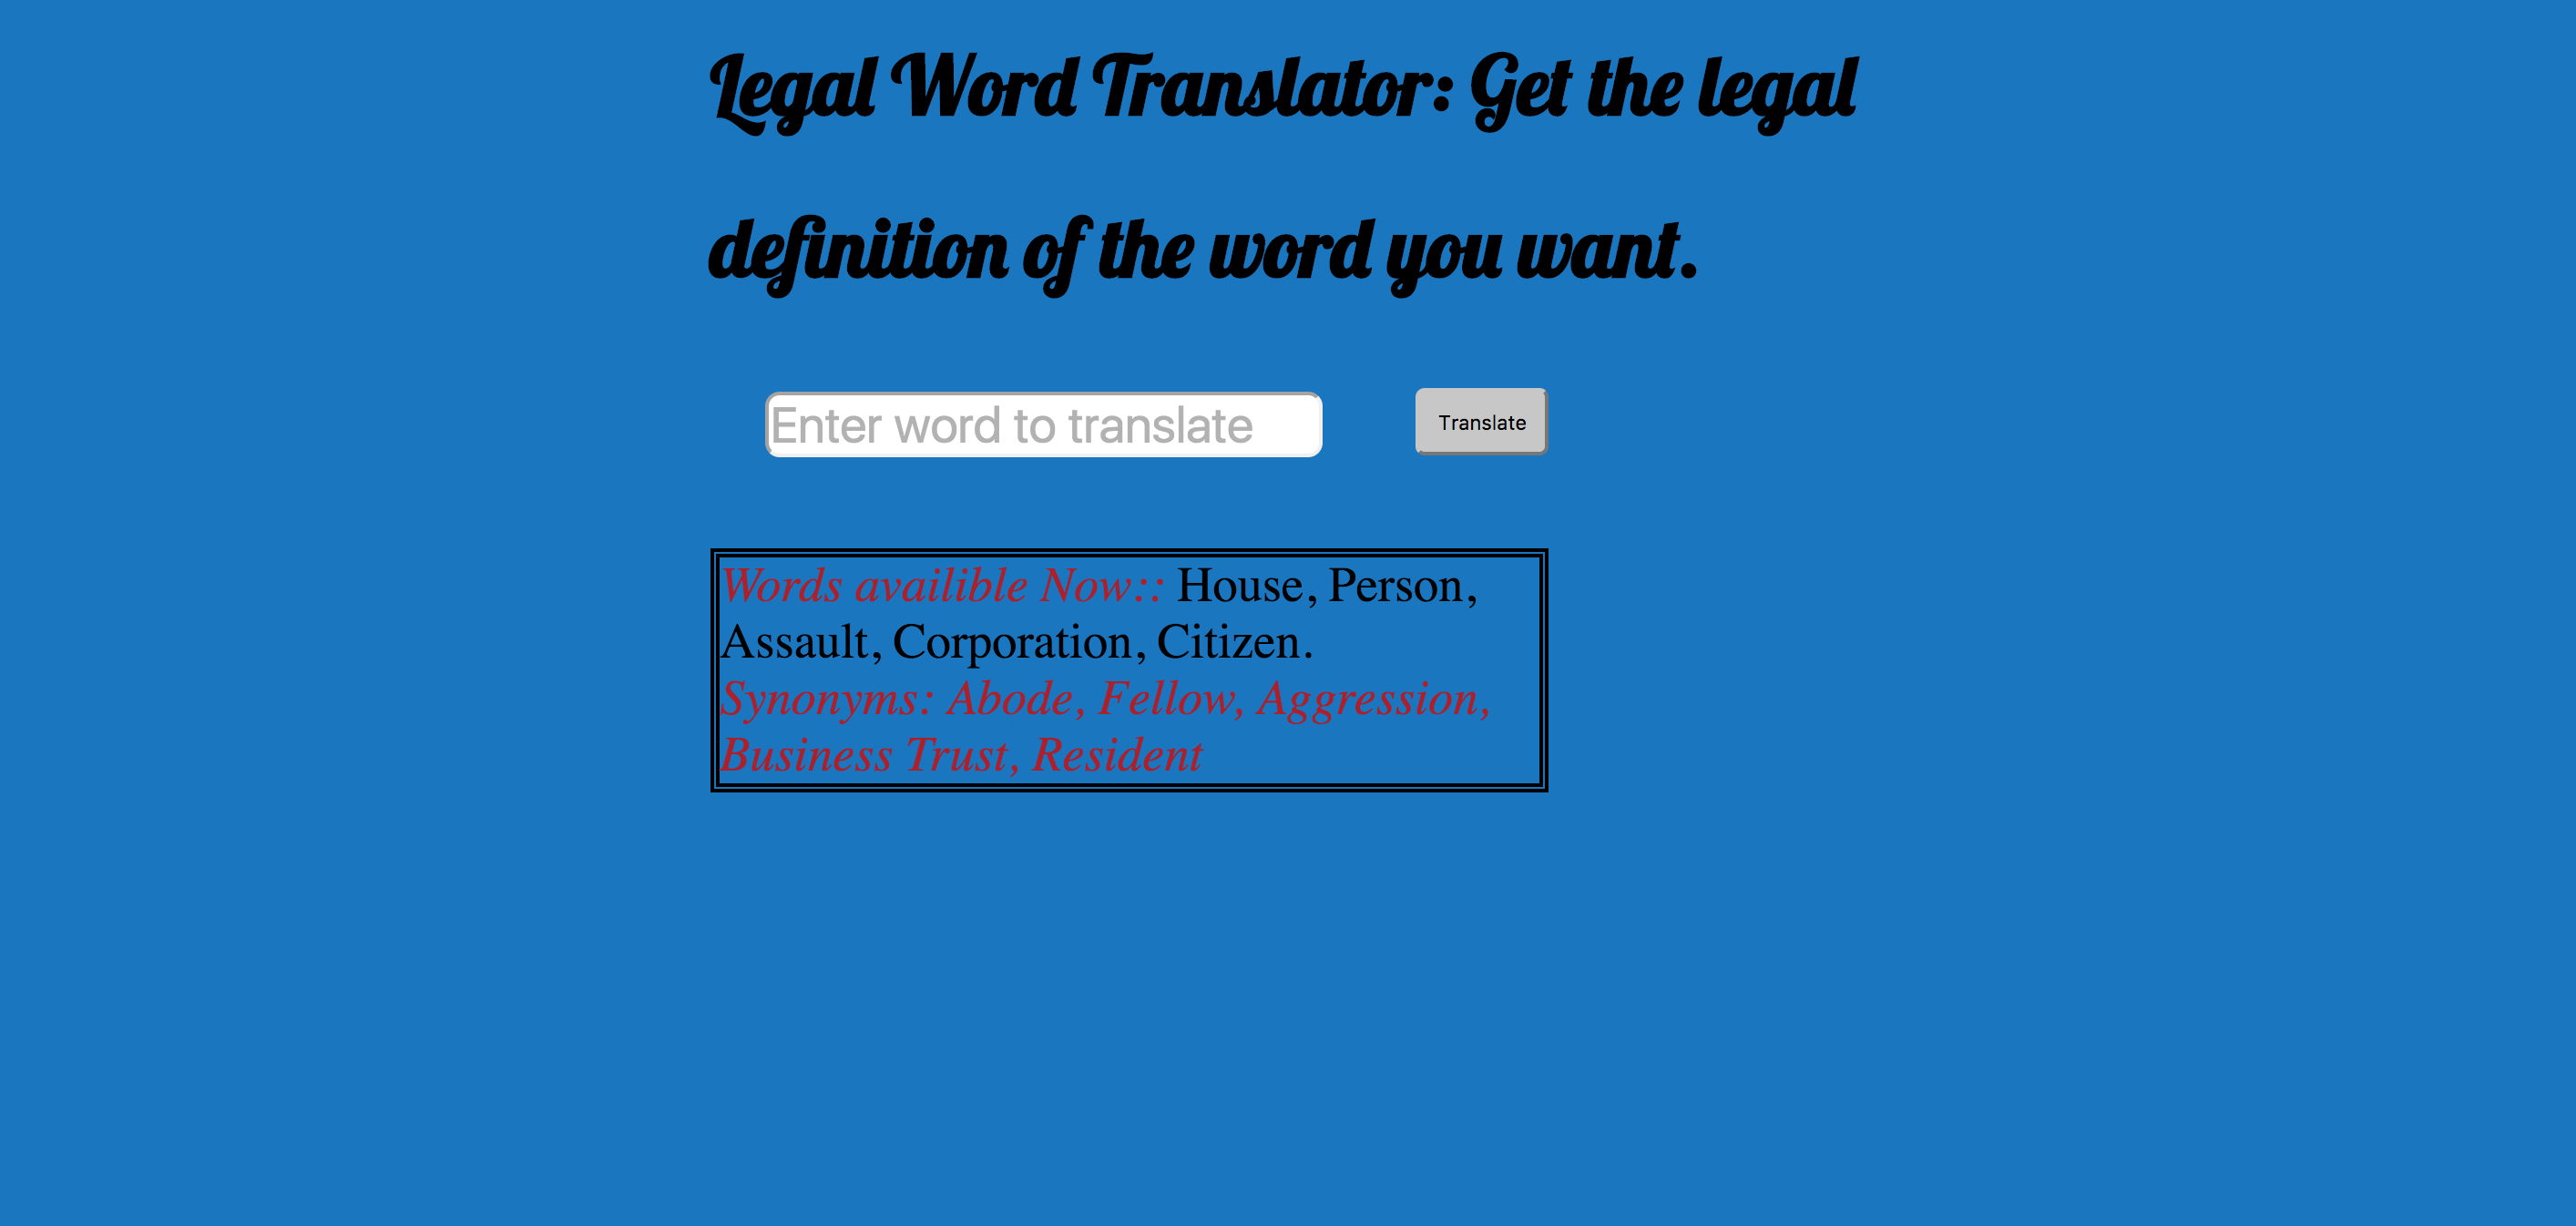 Legal Word Translator: Get the legal
definition of the word you want.
Enter word to translate
Translate
Words availible Now:: House, Person,
Assault, Corporation, Citizen.
Synonyms: Abode, Fellow, Aggression,
Business Trust, Resident